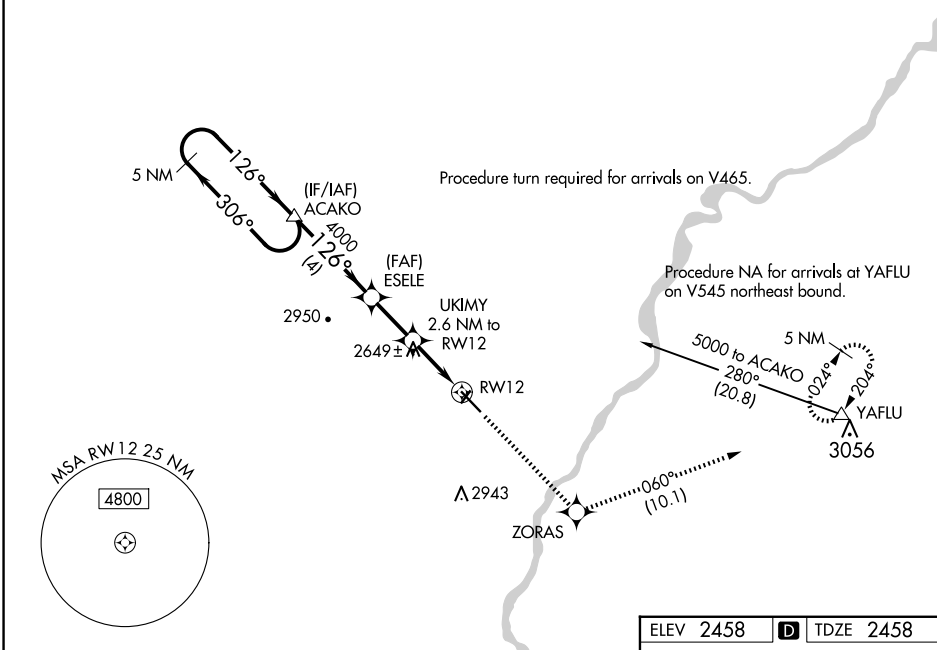 126°
5 NM
306°
(IF/IAF)
ACAKO
4000
126°
(4)
Procedure turn required for arrivals on V465.
(FAF)
ESELE
2950
UKIMY
2.6 NM to
RW12
2649±
RW12
Procedure NA for arrivals at YAFLU
on V545 northeast bound.
5 NM
5000 to ACAKO
280°
(20.8)
024°
204°
YAFLU
3056
MSA RW12 25 NM
4800
2943
060°
(10.1)
ZORAS
ELEV 2458 D TDZE 2458